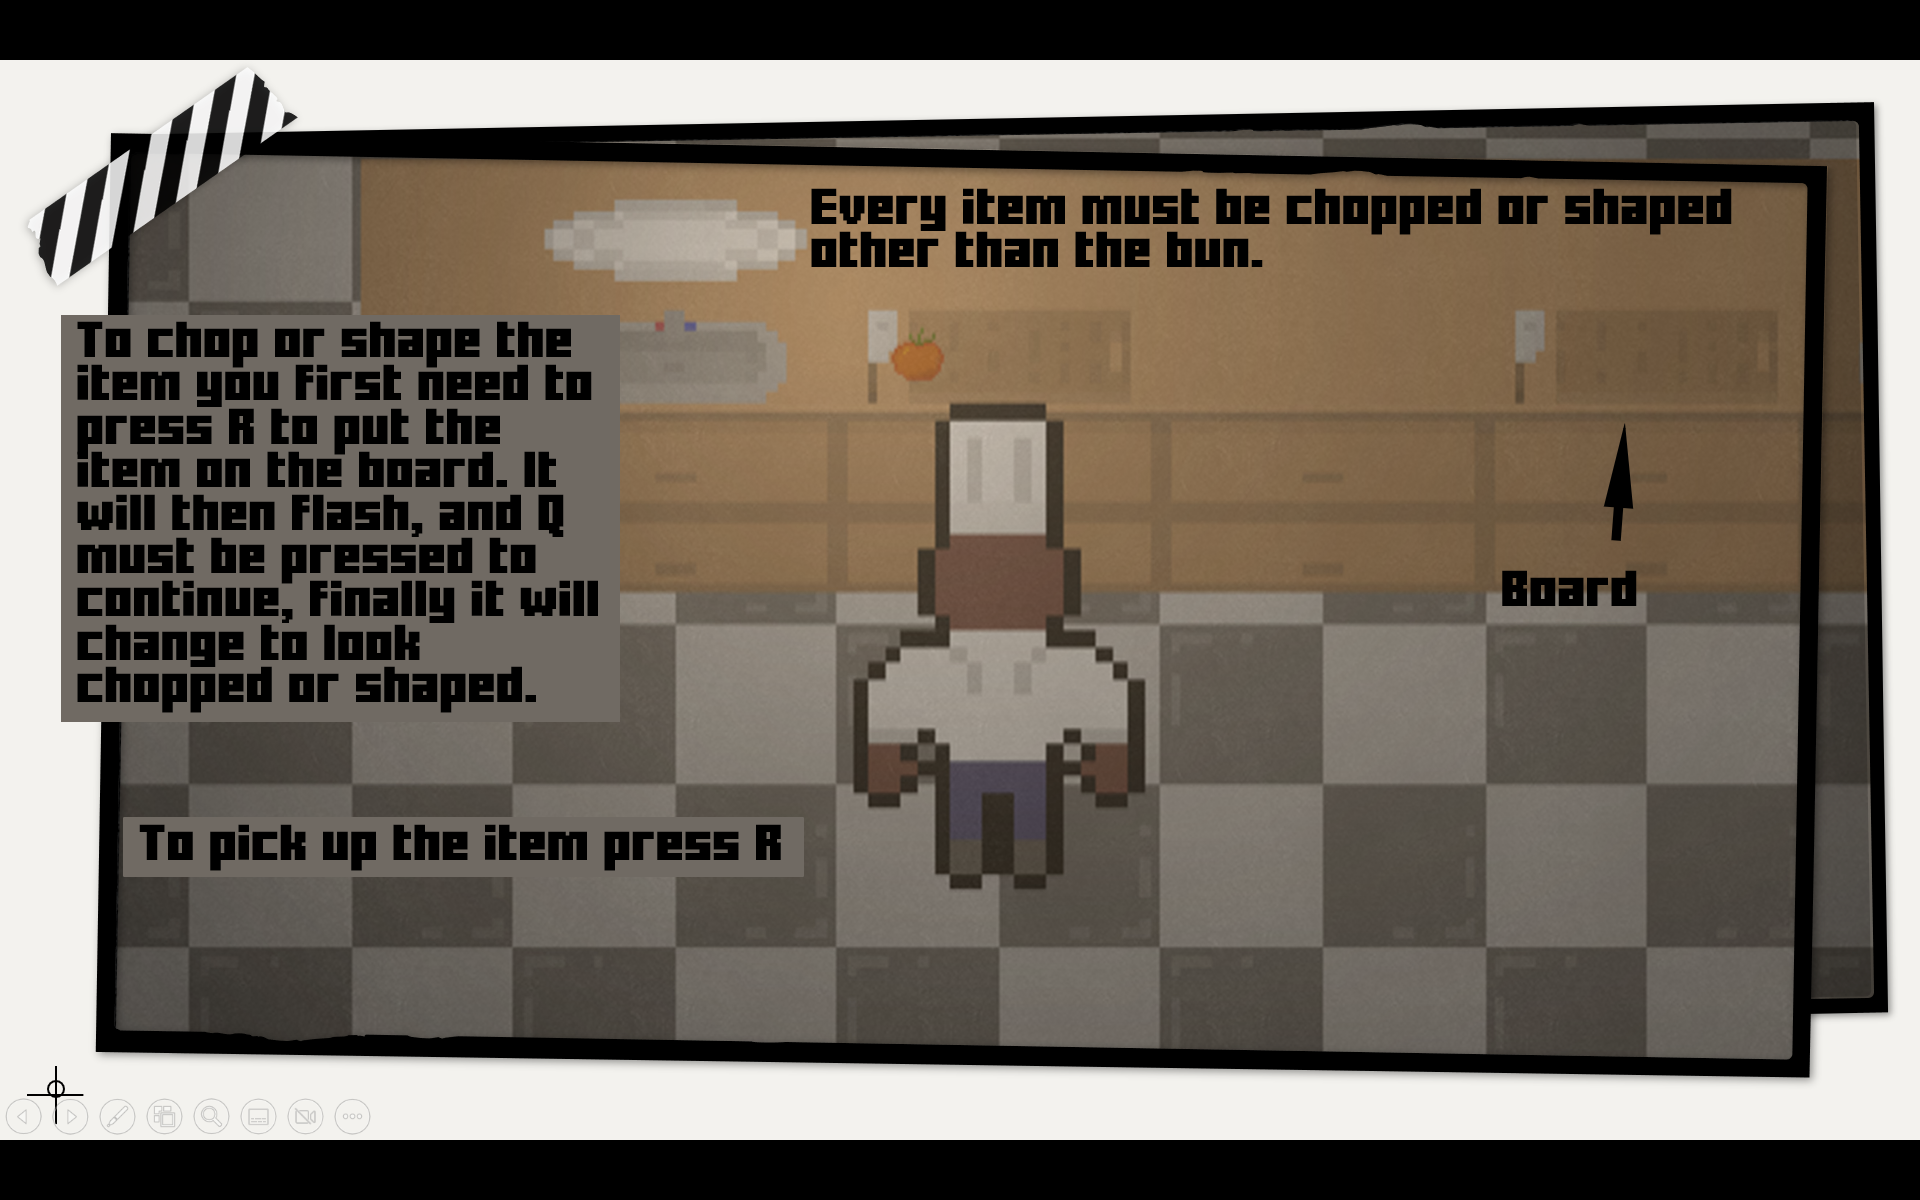 Every item must be chopped or shaped
other than the bun.
To chop or shape the
item you first need to
press R to put the
item on the board. It
will then flash, and Q
must be pressed to
continue, finally it will
change to look
chopped or shaped.
Board
To pick up the item press R